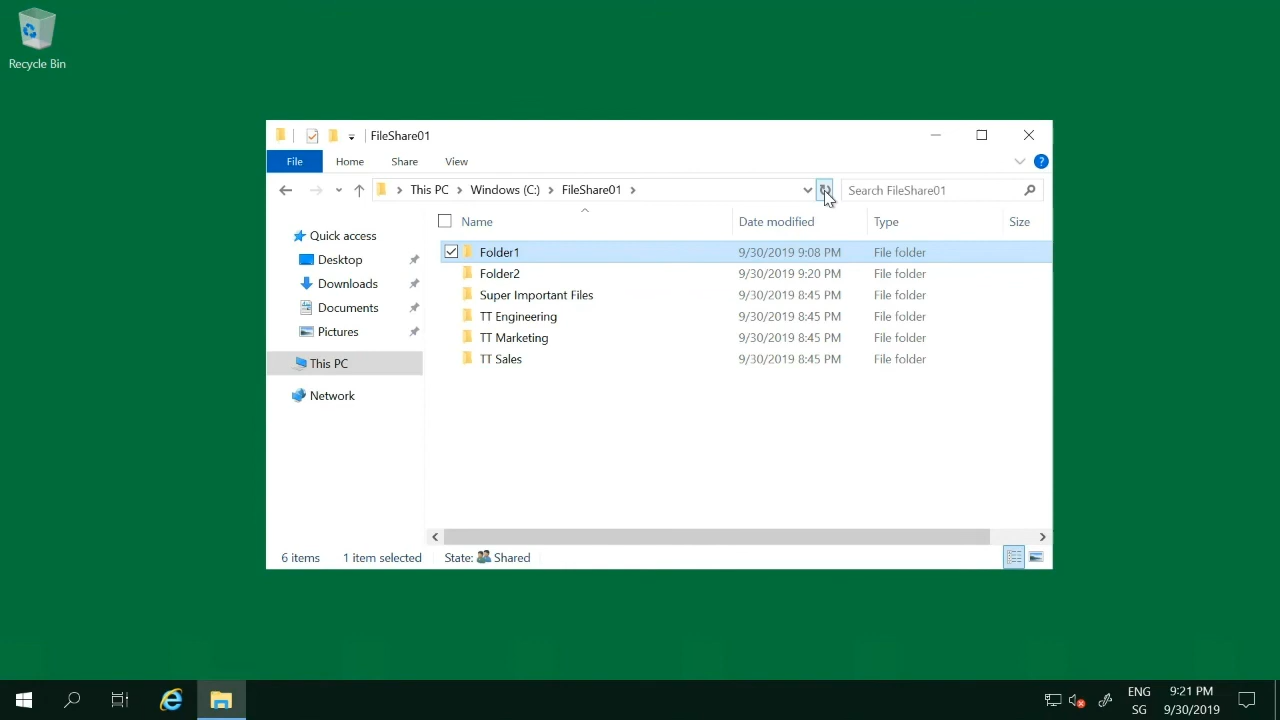 Recycle Bin
FileShare01
File Home Share View
This PC Windows (C:) FileShare01 Search FileShare01
Name Date modified Type Size
Quick access
Desktop
Downloads
Documents
Pictures
This PC
Network
Folder1 9/30/2019 9:08 PM File folder
Folder2 9/30/2019 9:20 PM File folder
Super Important Files 9/30/2019 8:45 PM File folder
TT Engineering 9/30/2019 8:45 PM File folder
TT Marketing 9/30/2019 8:45 PM File folder
TT Sales 9/30/2019 8:45 PM File folder
6 items 1 item selected State: Shared
ENG 9:21 PM
SG 9/30/2019